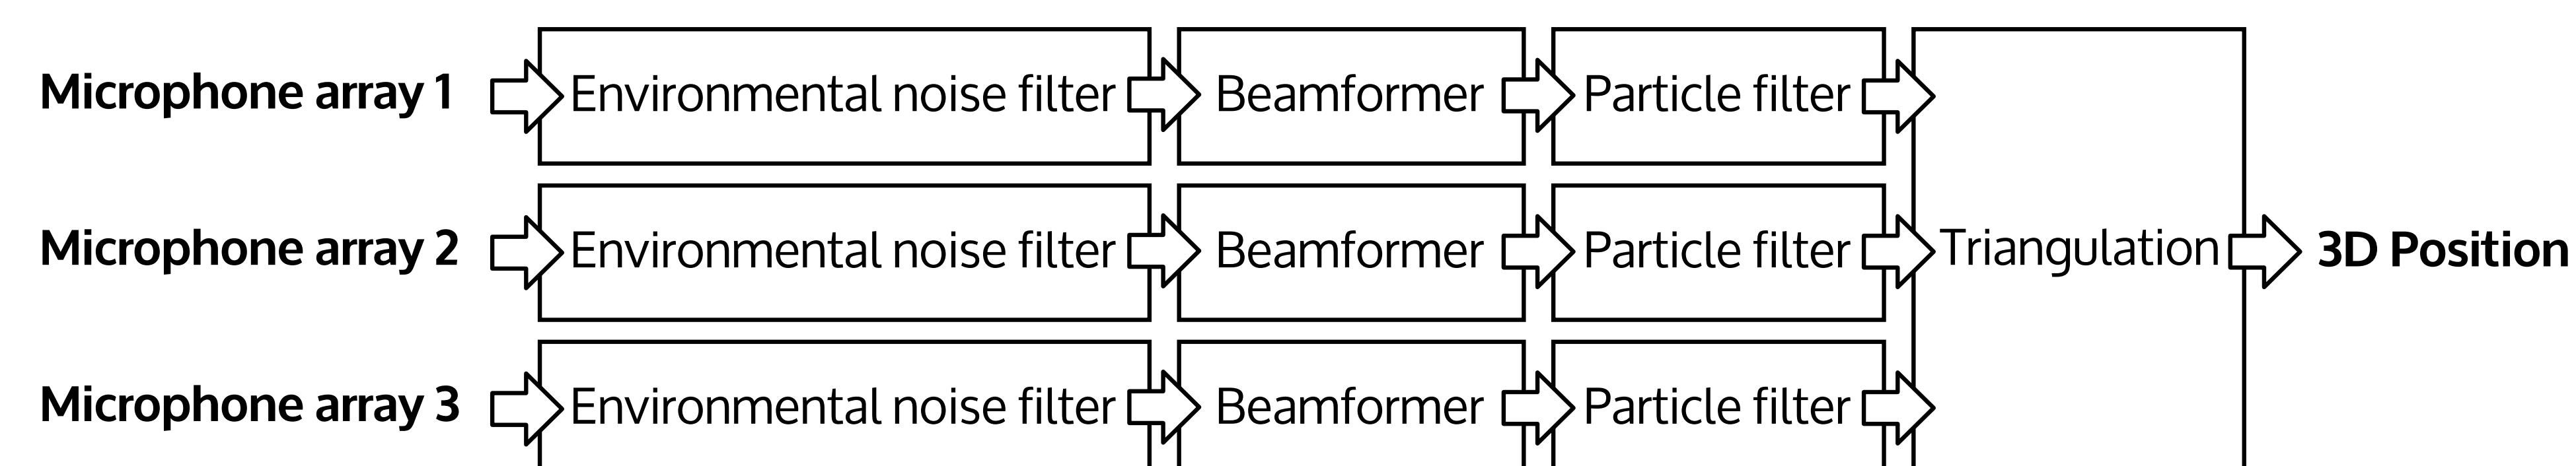 Microphone array 1 Environmental noise filter Beamformer Particle filter
Microphone array 2 Environmental noise filter Beamformer Particle filter Triangulation 3D Position
Microphone array 3 Environmental noise filter Beamformer Particle filter